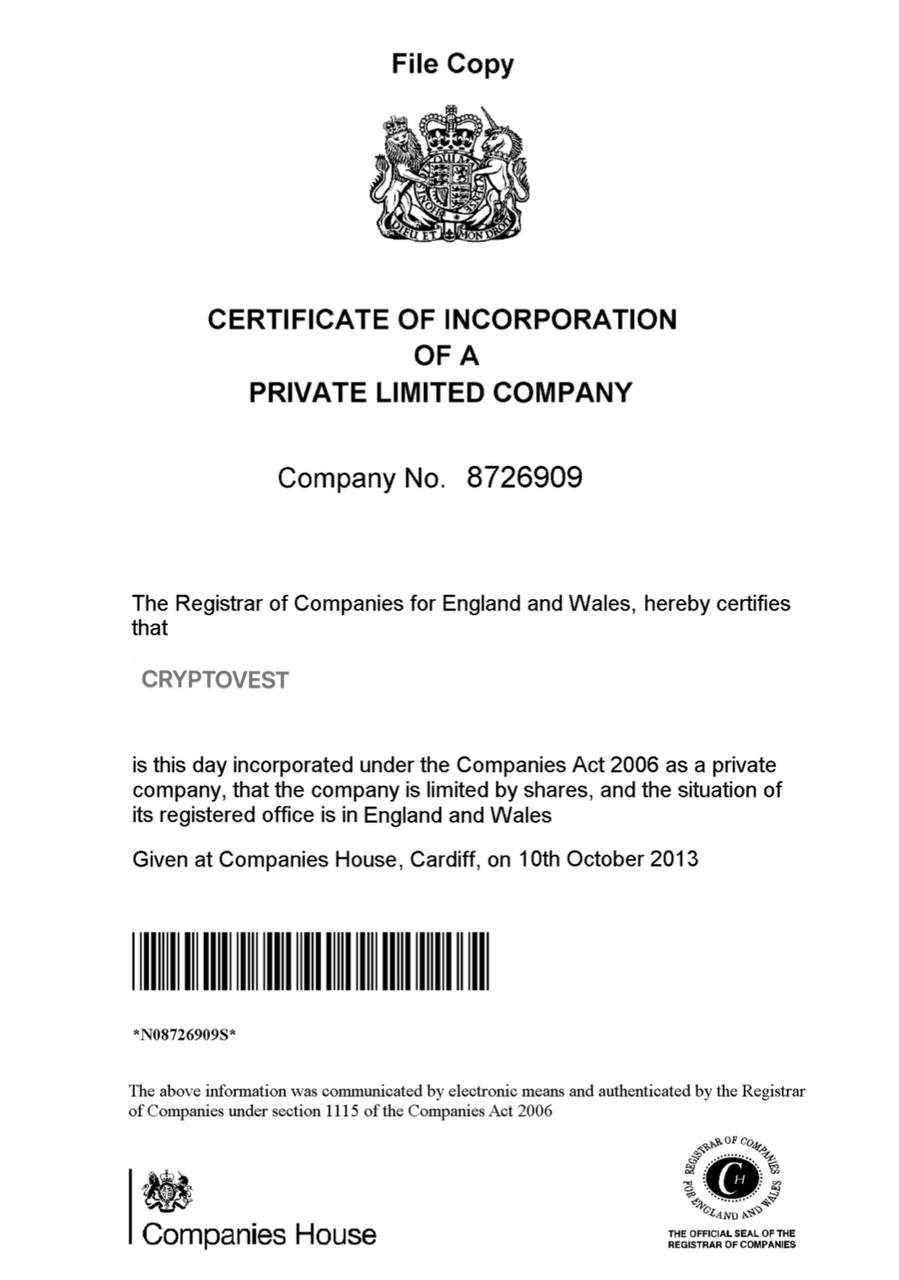 File Copy
DIEU ET MON DROIT
CERTIFICATE OF INCORPORATION
OF A
PRIVATE LIMITED COMPANY
Company No. 8726909
The Registrar of Companies for England and Wales, hereby certifies
that
CRYPTOVEST
is this day incorporated under the Companies Act 2006 as a private
company, that the company is limited by shares, and the situation of
its registered office is in England and Wales
Given at Companies House, Cardiff, on 10th October 2013
*N08726909S*
The above information was communicated by electronic means and authenticated by the Registrar
of Companies under section 1115 of the Companies Act 2006
Companies House
REGISTRAR OF COMPANIES
FOR ENGLAND AND WALES
CH
THE OFFICIAL SEAL OF THE
REGISTRAR OF COMPANIES